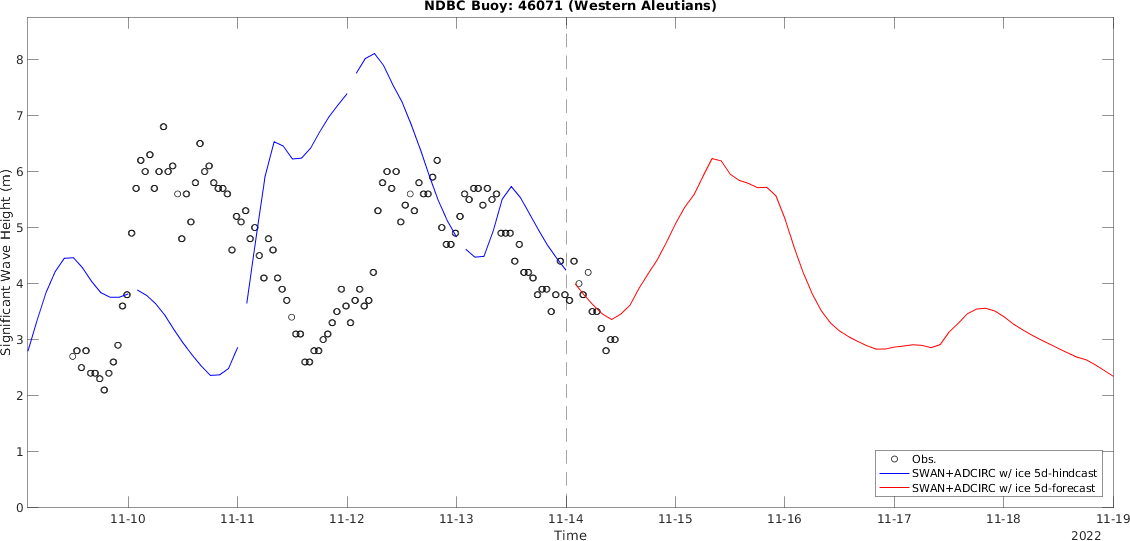 NDBC Buoy: 46071 (Western Aleutians)
Significant Wave Height (m)
8
7
6
5
4
3
2
1
0
Obs.
SWAN+ADCIRC w/ ice 5d-hindcast
SWAN+ADCIRC w/ ice 5d-forecast
11-10 11-11 11-12 11-13 11-14 11-15 11-16 11-17 11-18 11-19
Time
2022